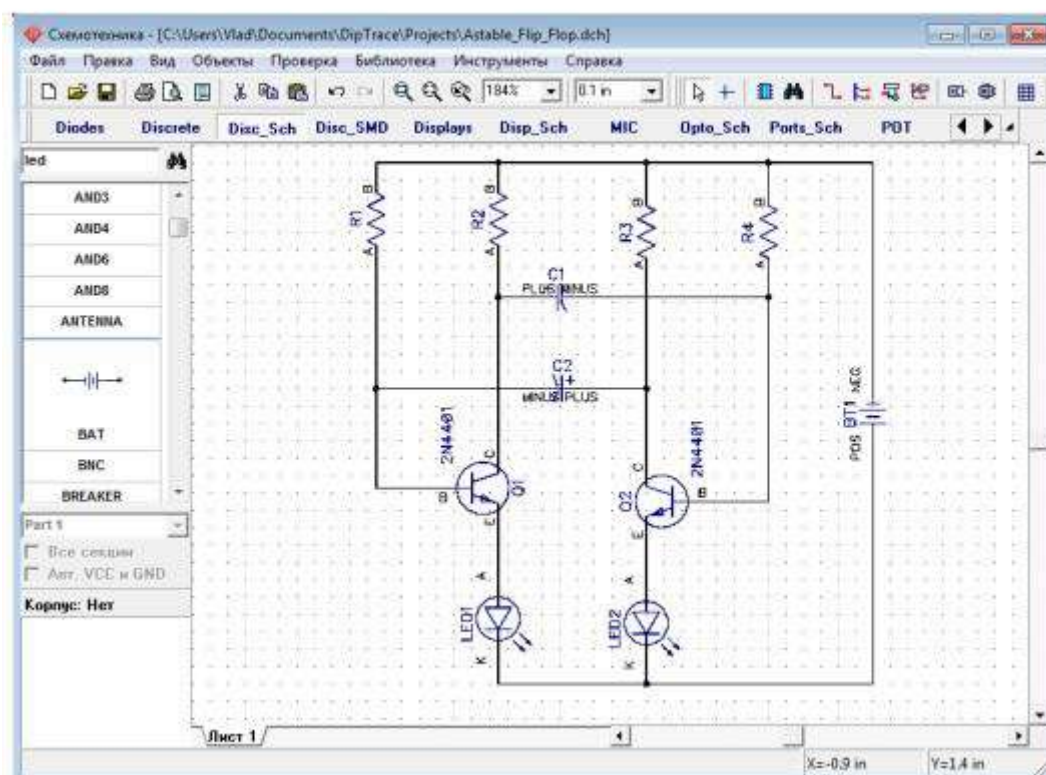 Схемотехника - [C:\Users\Vlad\Documents\DipTrace\Projects\Astable_Flip_Flop.dch]
Файл Правка Вид Объекты Проверка Библиотека Инструменты Справка
184% 0.1 in
Diodes Discrete Disc_Sch Disc_SMD Displays Disp_Sch MIC Opto_Sch Ports_Sch POT
led
AND3
AND4
AND6
AND8
ANTENNA
BAT
BNC
BREAKER
Part 1
Все секции
Авт. VCC и GND
Корпус: Нет
B B B B
R1 R2 R3 R4
A A A A
C1
PLUS MINUS
C2
MINUS PLUS
NEG
BT1
POS
2N4401 2N4401
C C
B Q1 Q2 B
E E
A A
LED1 LED2
K K
Лист 1
X=-0.9 in Y=1.4 in